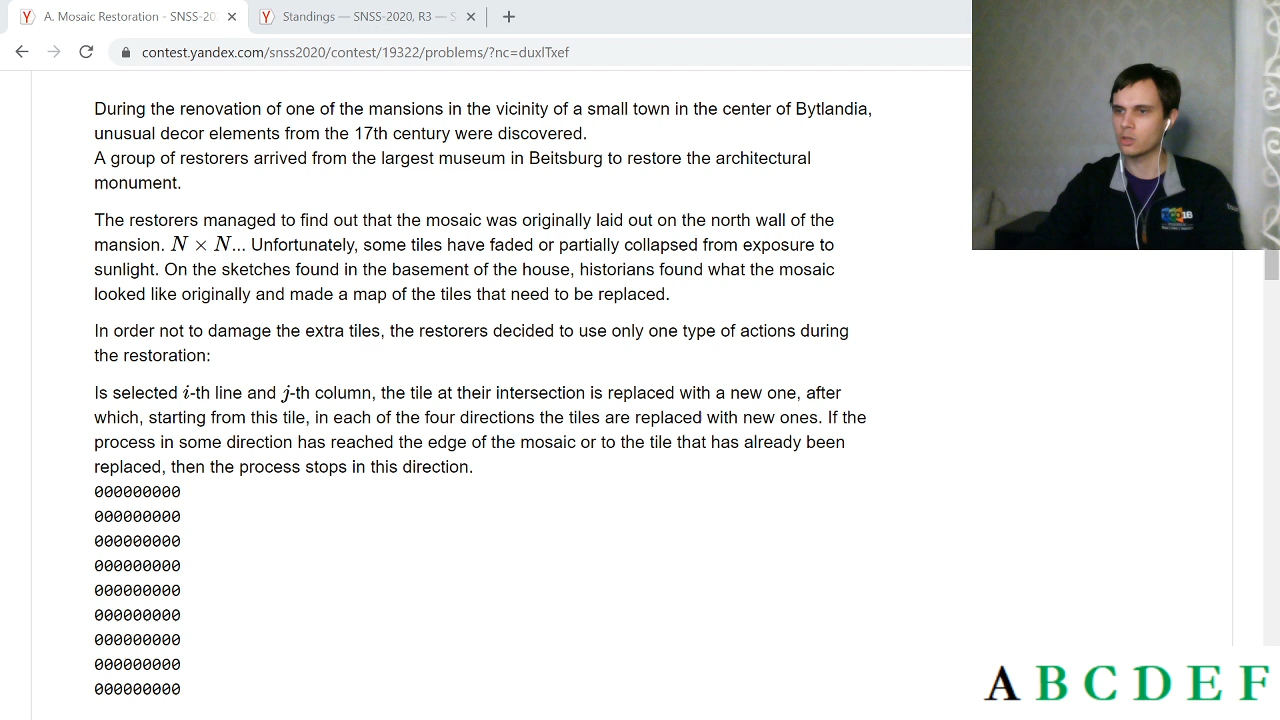 A. Mosaic Restoration - SNSS-20
Standings — SNSS-2020, R3 — S
contest.yandex.com/snss2020/contest/19322/problems/?nc=duxlTxef
During the renovation of one of the mansions in the vicinity of a small town in the center of Bytlandia,
unusual decor elements from the 17th century were discovered.
A group of restorers arrived from the largest museum in Beitsburg to restore the architectural
monument.
The restorers managed to find out that the mosaic was originally laid out on the north wall of the
mansion. N × N... Unfortunately, some tiles have faded or partially collapsed from exposure to
sunlight. On the sketches found in the basement of the house, historians found what the mosaic
looked like originally and made a map of the tiles that need to be replaced.
In order not to damage the extra tiles, the restorers decided to use only one type of actions during
the restoration:
Is selected i-th line and j-th column, the tile at their intersection is replaced with a new one, after
which, starting from this tile, in each of the four directions the tiles are replaced with new ones. If the
process in some direction has reached the edge of the mosaic or to the tile that has already been
replaced, then the process stops in this direction.
000000000
000000000
000000000
000000000
000000000
000000000
000000000
000000000
000000000
A B C D E F